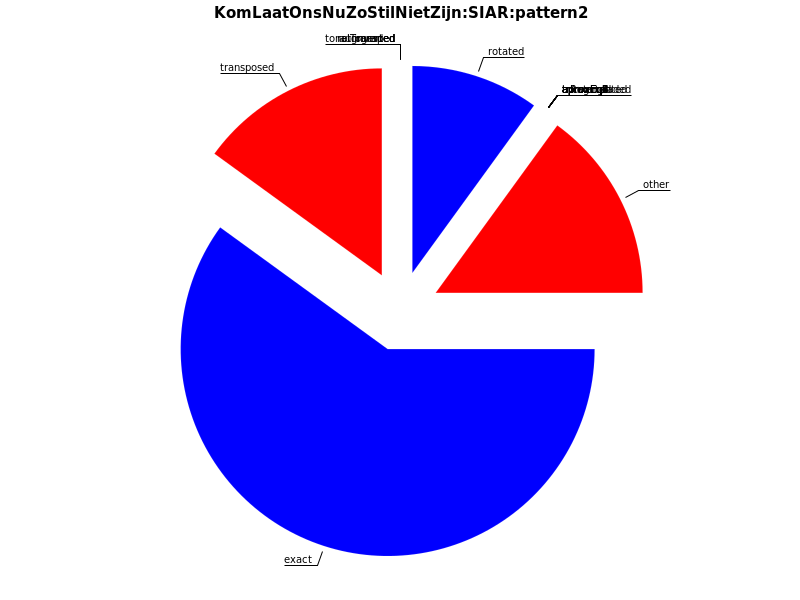 KomLaatOnsNuZoStilNietZijn:SIAR:pattern2
rotated
transposed
other
exact